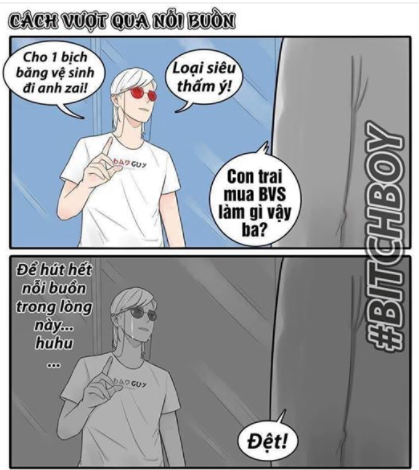 CÁCH VƯỢT QUA NỖI BUỒN
Cho 1 bịch
băng vệ sinh
đi anh zai!
Loại siêu
thấm ý!
GUY
Con trai
mua BVS
làm gì vậy
ba?
#BITCHBOY
Để hút hết
nỗi buồn
trong lòng
này...
huhu
...
GUY
Đệt!